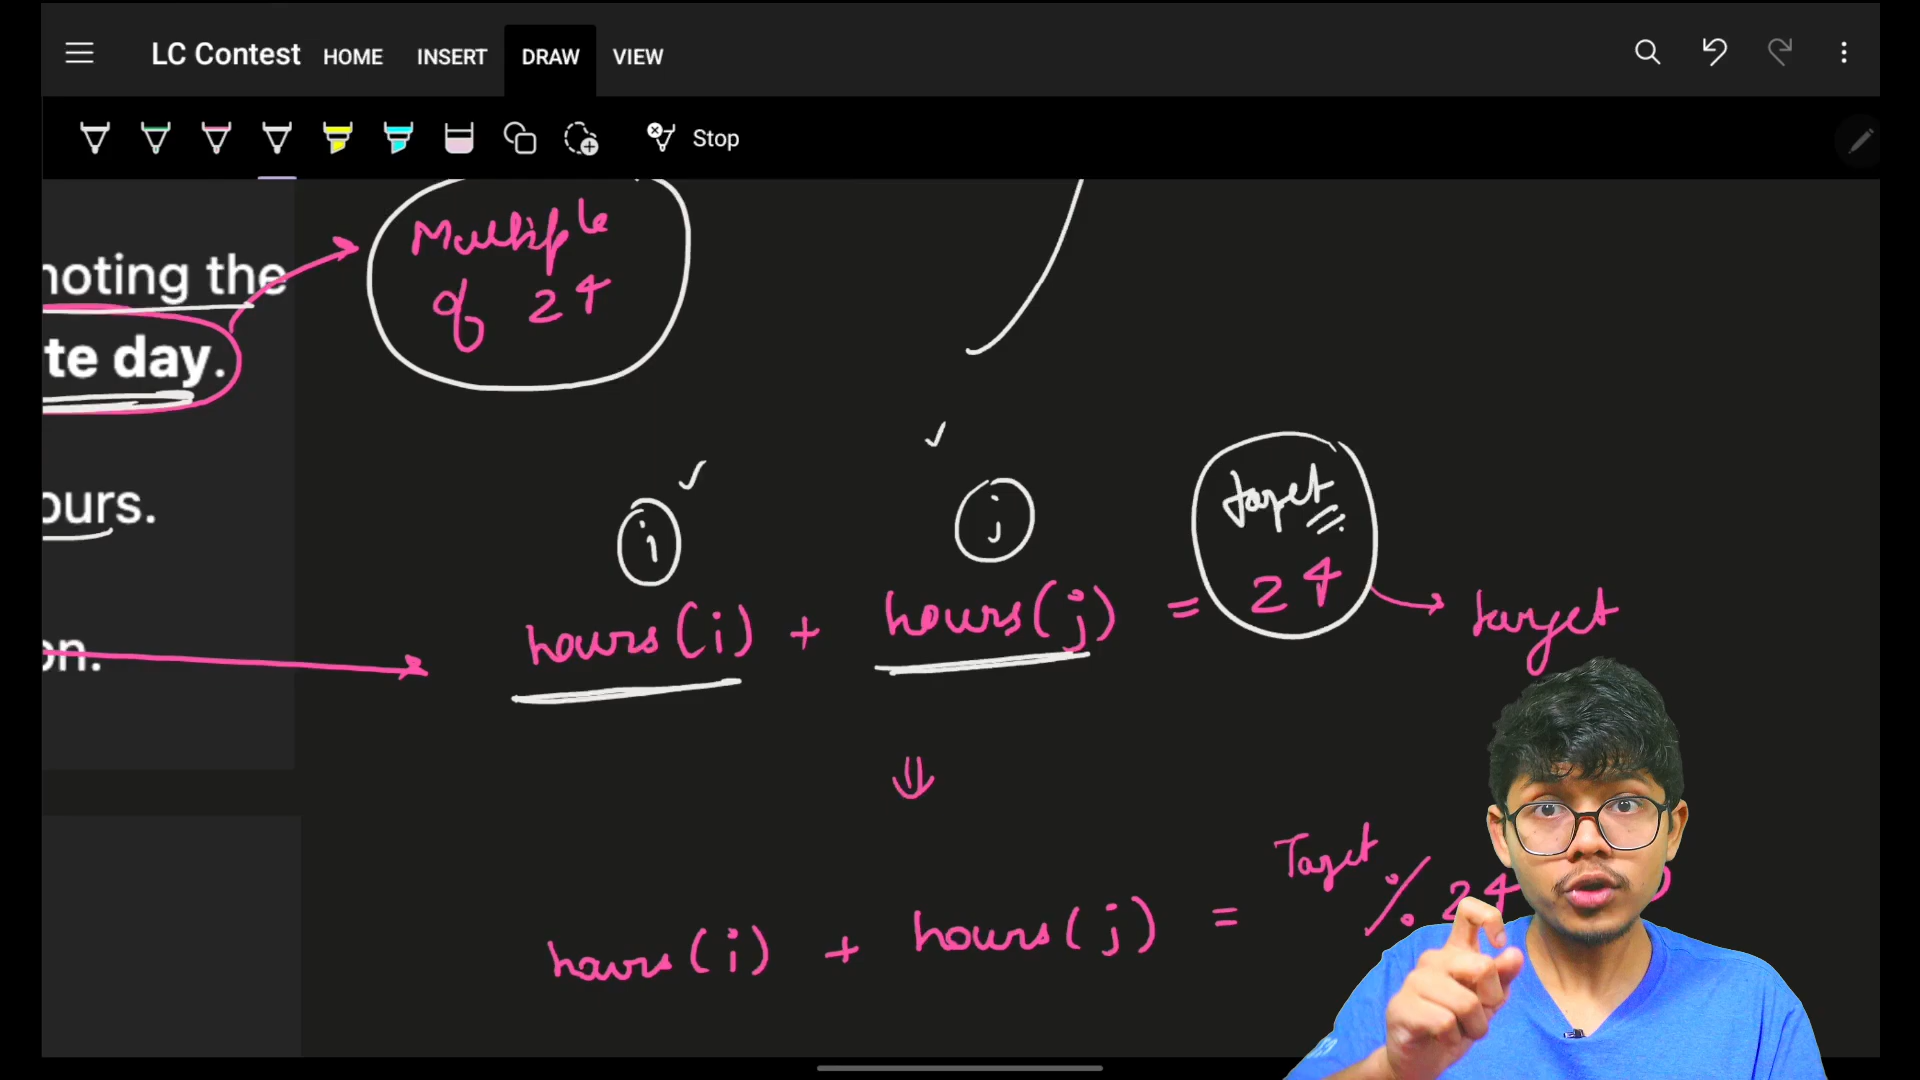 LC Contest HOME INSERT DRAW VIEW
Stop
Multiple
of 24
noting the
te day.
ours.
on.
i
j
target
hours(i) + hours(j) = 24
target
Target
hours(i) + hours(j) = % 24